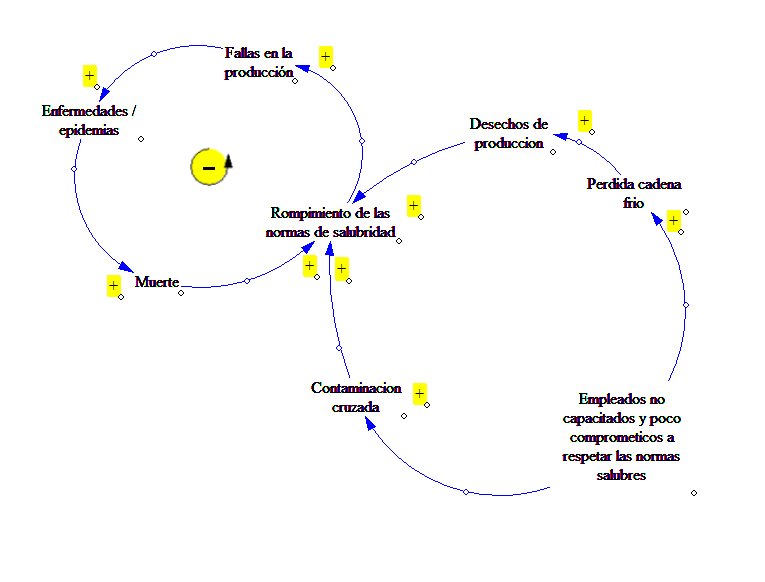 Fallas en la
producción
+
+
Enfermedades /
epidemias
–
Desechos de
produccion
+
Perdida cadena
frio
+
Rompimiento de las
normas de salubridad
+
+
+
Muerte
+
Contaminacion
cruzada
+
Empleados no
capacitados y poco
comprometicos a
respetar las normas
salubres